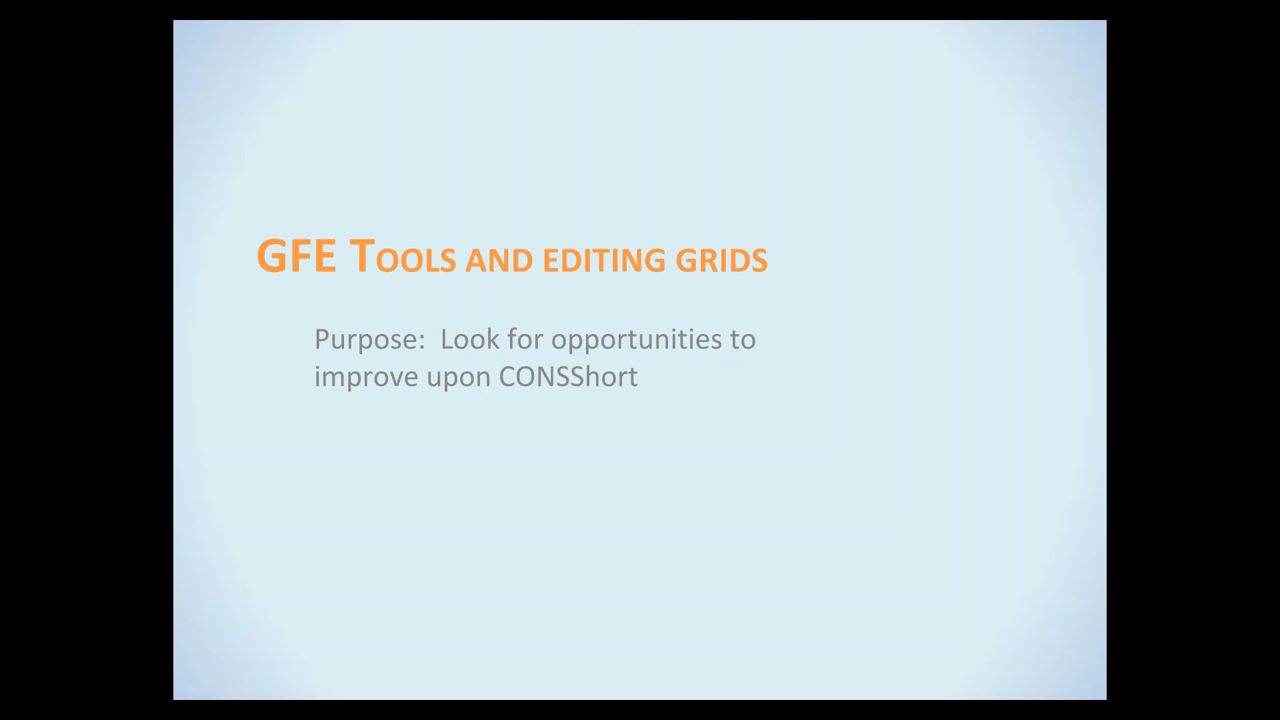 GFE Tools and editing grids
Purpose:  Look for opportunities to
improve upon CONSShort